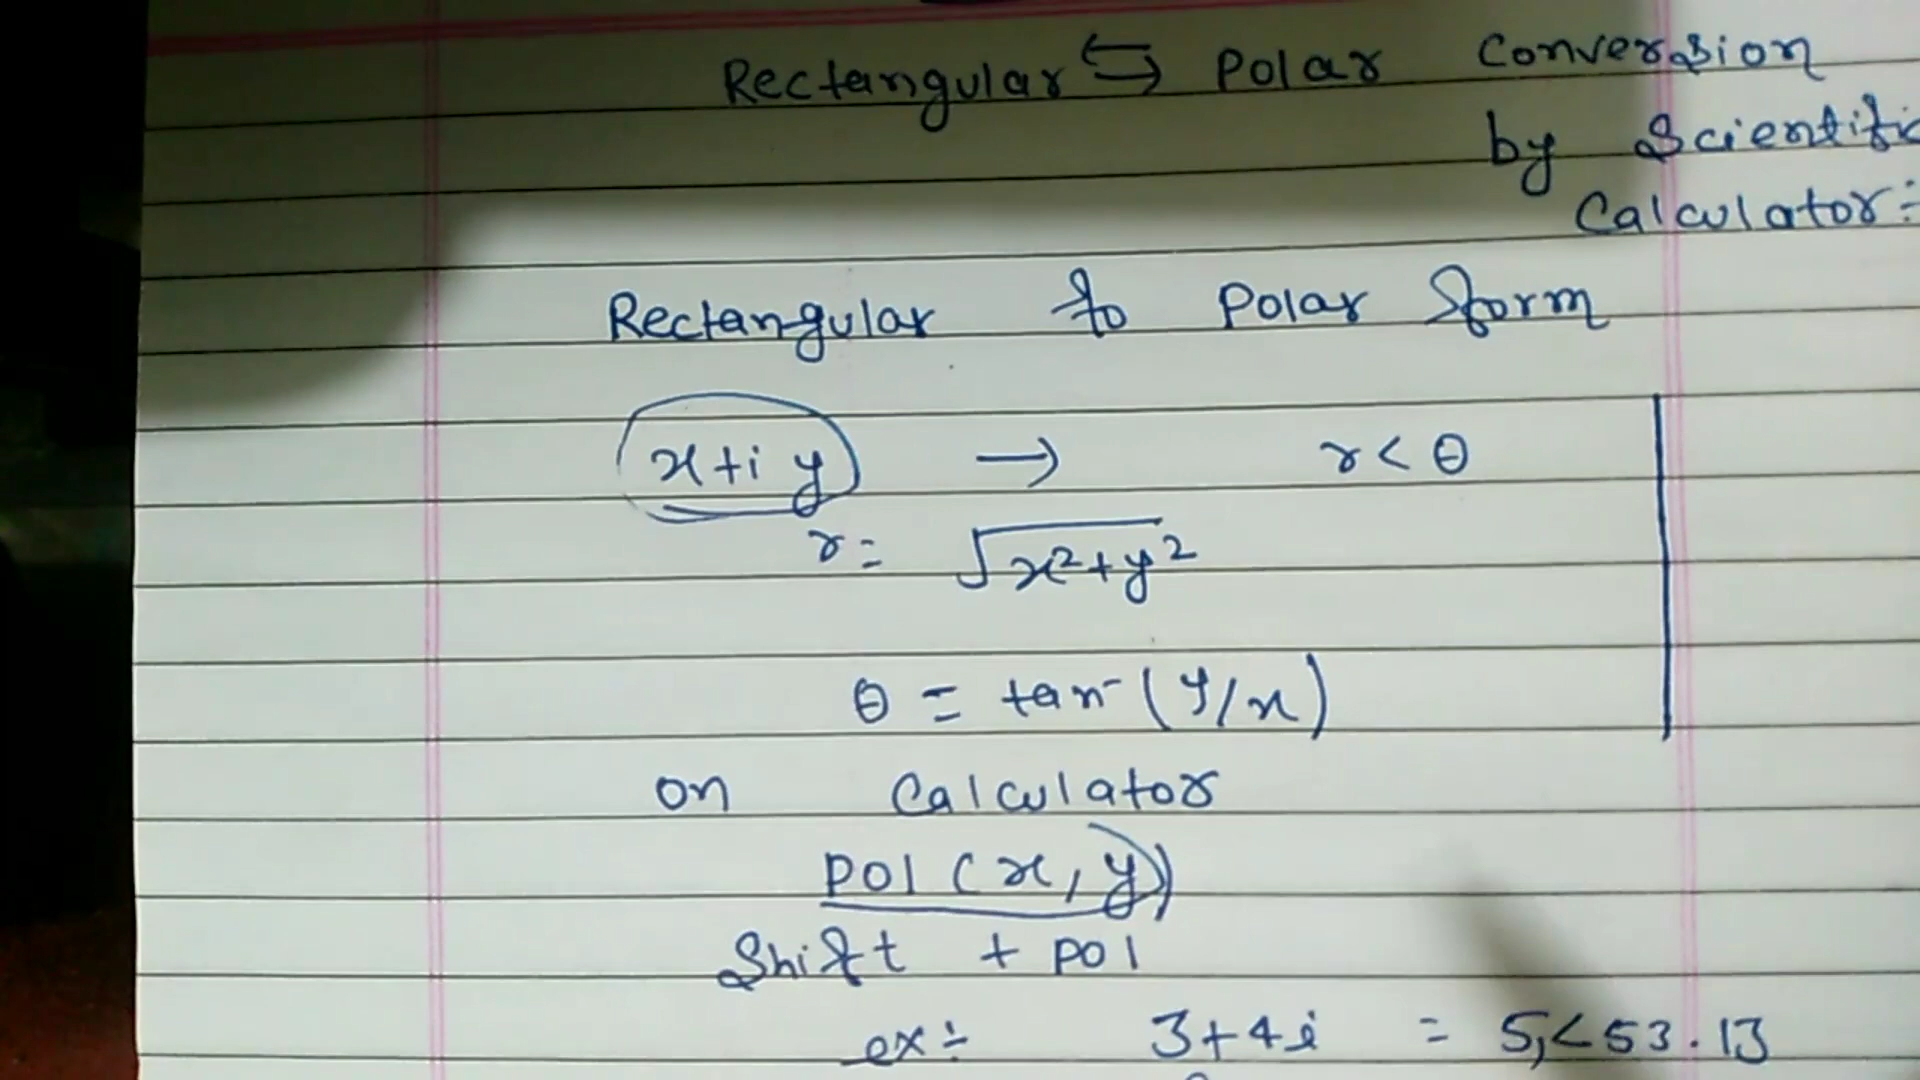 Rectangular ⇆ Polar Conversion
by Scientific
Calculator:-
Rectangular to Polar form
x+iy → r<θ
r= √x²+y²
θ = tan⁻(y/x)
on Calculator
Pol(x,y)
Shift + Pol
ex÷ 3+4i = 5,<53.13